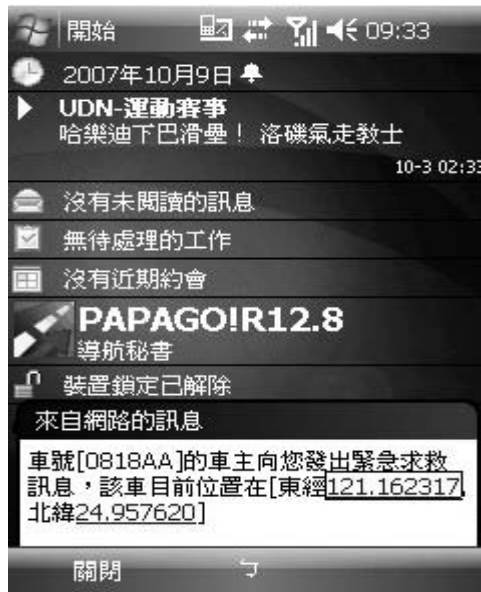 開始 09:33
2007年10月9日
UDN-運動賽事
哈樂迪下巴滑壘！ 洛磯氣走教士
10-3 02:33
沒有未閱讀的訊息
無待處理的工作
沒有近期約會
PAPAGO!R12.8
導航秘書
裝置鎖定已解除
來自網路的訊息
車號[0818AA]的車主向您發出緊急求救
訊息，該車目前位置在[東經121.162317,
北緯24.957620]
關閉